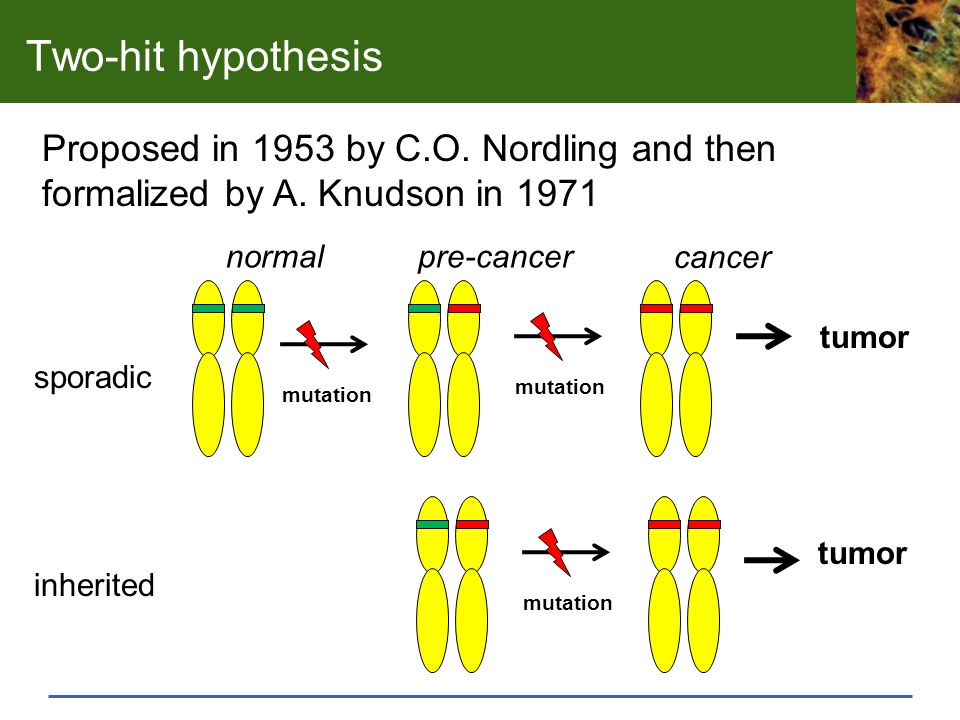 Two-hit hypothesis
Proposed in 1953 by C.O. Nordling and then
formalized by A. Knudson in 1971
normal
pre-cancer
cancer
sporadic
mutation
mutation
tumor
inherited
mutation
tumor